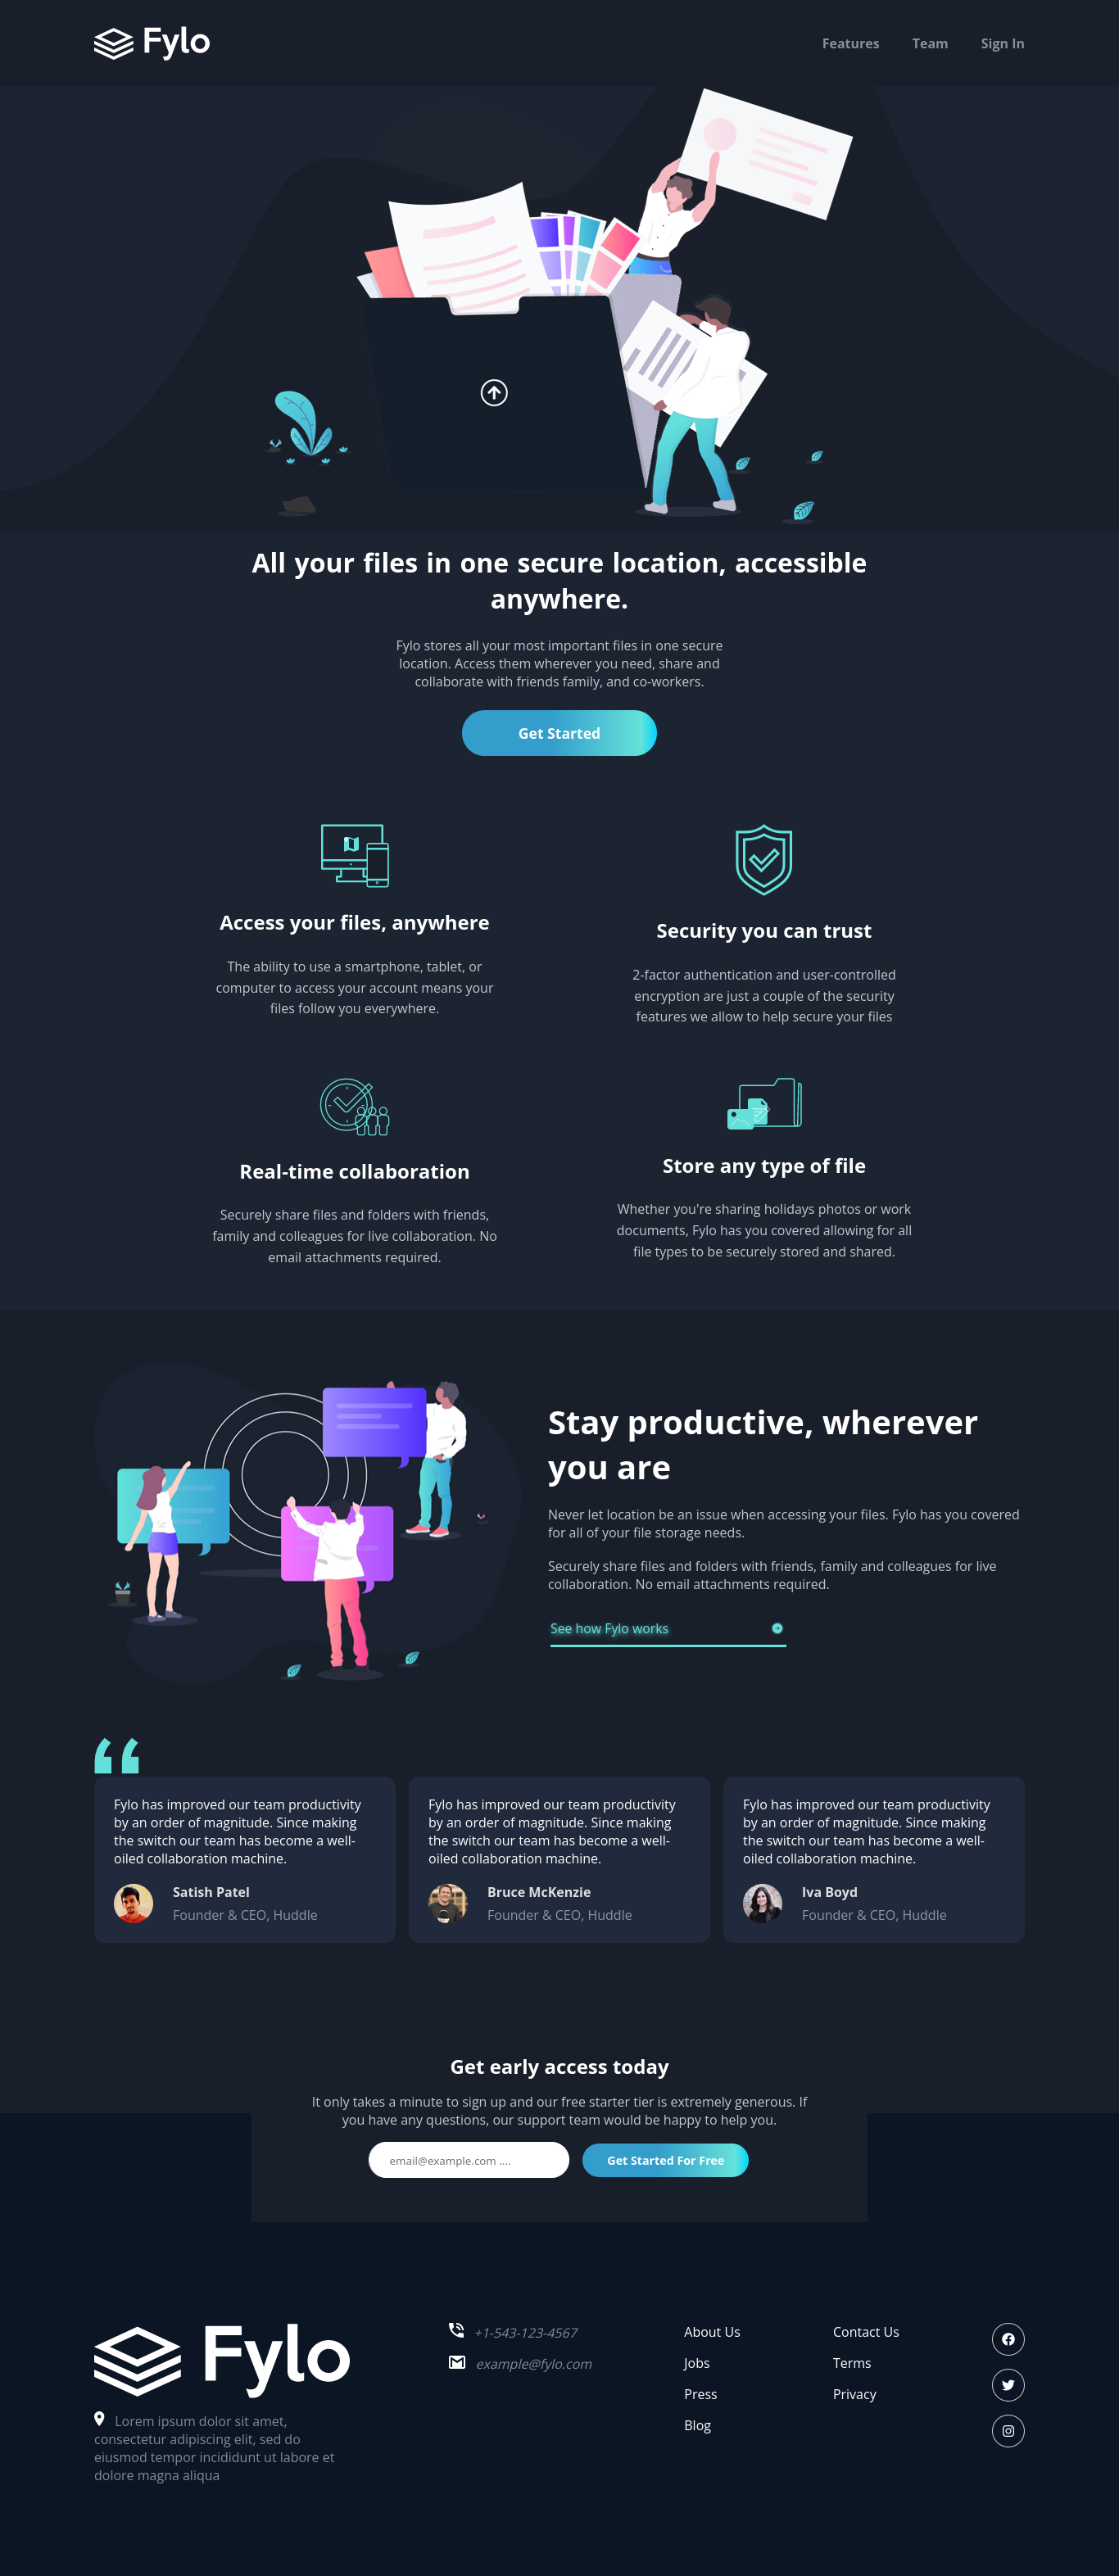 Fylo
Features
Team
Sign In
All your files in one secure location, accessible
anywhere.
Fylo stores all your most important files in one secure
location. Access them wherever you need, share and
collaborate with friends family, and co-workers.
Get Started
Access your files, anywhere
The ability to use a smartphone, tablet, or
computer to access your account means your
files follow you everywhere.
Security you can trust
2-factor authentication and user-controlled
encryption are just a couple of the security
features we allow to help secure your files
Real-time collaboration
Securely share files and folders with friends,
family and colleagues for live collaboration. No
email attachments required.
Store any type of file
Whether you're sharing holidays photos or work
documents, Fylo has you covered allowing for all
file types to be securely stored and shared.
Stay productive, wherever
you are
Never let location be an issue when accessing your files. Fylo has you covered
for all of your file storage needs.
Securely share files and folders with friends, family and colleagues for live
collaboration. No email attachments required.
See how Fylo works
Fylo has improved our team productivity
by an order of magnitude. Since making
the switch our team has become a well-
oiled collaboration machine.
Satish Patel
Founder & CEO, Huddle
Fylo has improved our team productivity
by an order of magnitude. Since making
the switch our team has become a well-
oiled collaboration machine.
Bruce McKenzie
Founder & CEO, Huddle
Fylo has improved our team productivity
by an order of magnitude. Since making
the switch our team has become a well-
oiled collaboration machine.
Iva Boyd
Founder & CEO, Huddle
Get early access today
It only takes a minute to sign up and our free starter tier is extremely generous. If
you have any questions, our support team would be happy to help you.
email@example.com ....
Get Started For Free
Fylo
Lorem ipsum dolor sit amet,
consectetur adipiscing elit, sed do
eiusmod tempor incididunt ut labore et
dolore magna aliqua
+1-543-123-4567
example@fylo.com
About Us
Jobs
Press
Blog
Contact Us
Terms
Privacy